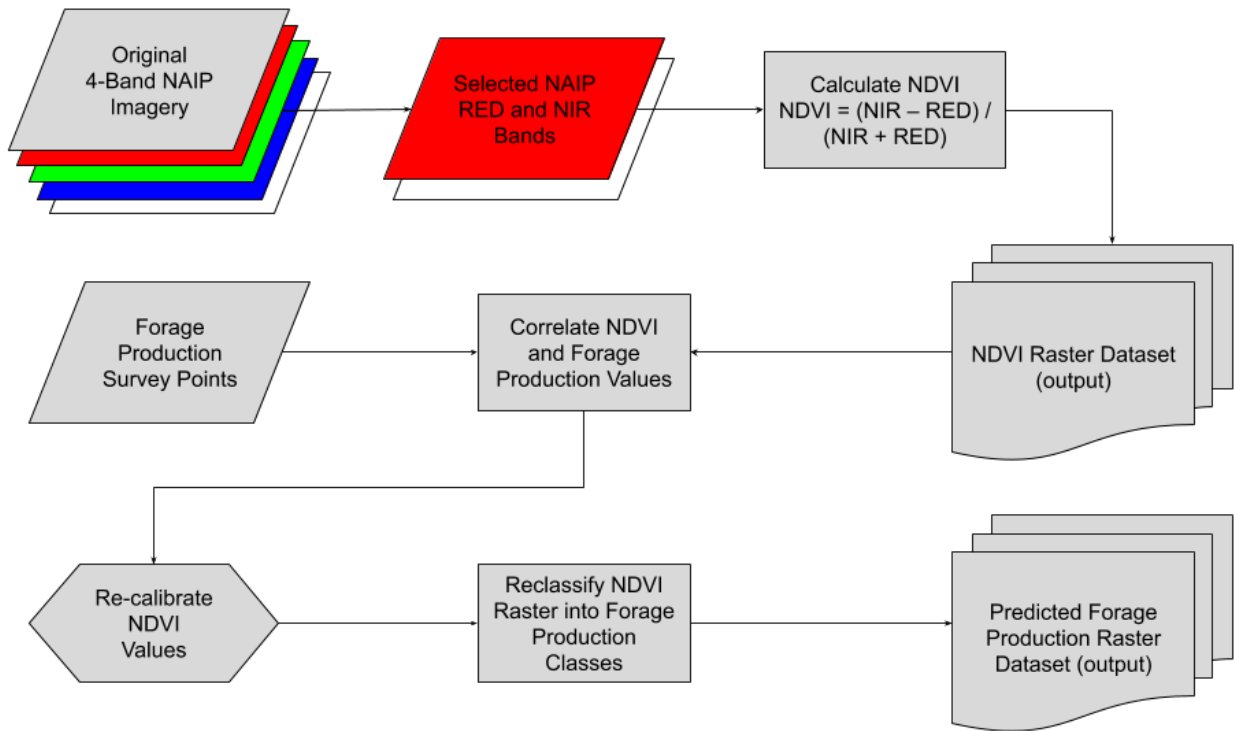 Original
4-Band NAIP
Imagery
Selected NAIP
RED and NIR
Bands
Calculate NDVI
NDVI = (NIR – RED) /
(NIR + RED)
Forage
Production
Survey Points
Correlate NDVI
and Forage
Production Values
NDVI Raster Dataset
(output)
Re-calibrate
NDVI
Values
Reclassify NDVI
Raster into Forage
Production
Classes
Predicted Forage
Production Raster
Dataset (output)